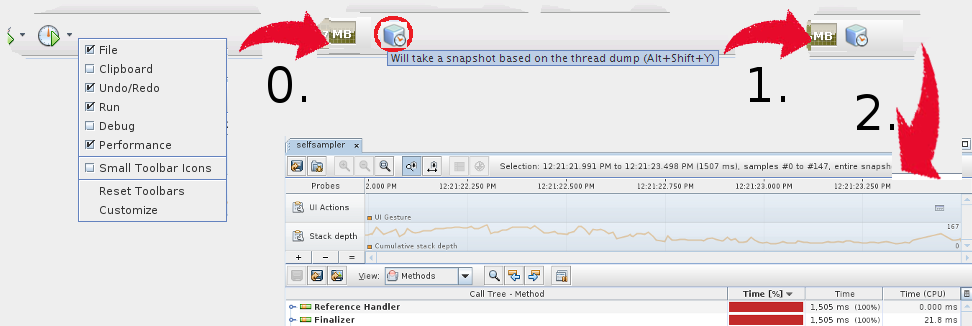 File
Clipboard
Undo/Redo
Run
Debug
Performance
Small Toolbar Icons
Reset Toolbars
Customize
0.
MB
Will take a snapshot based on the thread dump (Alt+Shift+Y)
1.
MB
2.
selfsampler x
Selection: 12:21:21.991 PM to 12:21:23.498 PM (1507 ms), samples #0 to #147, entire snapsh
Probes 2.000 PM 12:21:22.250 PM 12:21:22.500 PM 12:21:22.750 PM 12:21:23.000 PM 12:21:23.250 PM
UI Actions
UI Gesture
Stack depth 167
Cumulative stack depth 0
+ − =
View: Methods
Call Tree - Method Time [%] Time Time (CPU)
Reference Handler 1,505 ms (100%) 0.000 ms
Finalizer 1,505 ms (100%) 21.8 ms